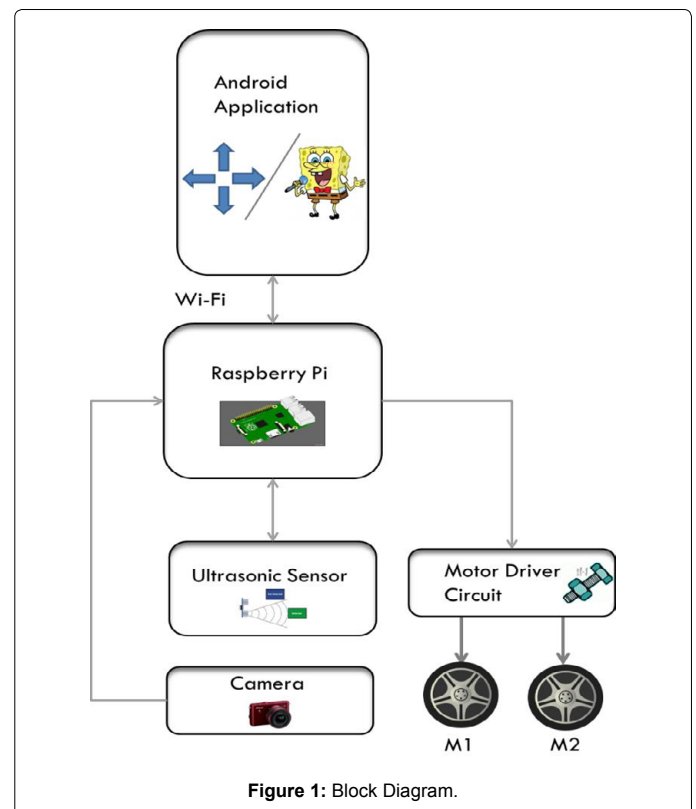 Android
Application
Wi-Fi
Raspberry Pi
Ultrasonic Sensor
Motor Driver
Circuit
Camera
M1
M2
Figure 1: Block Diagram.